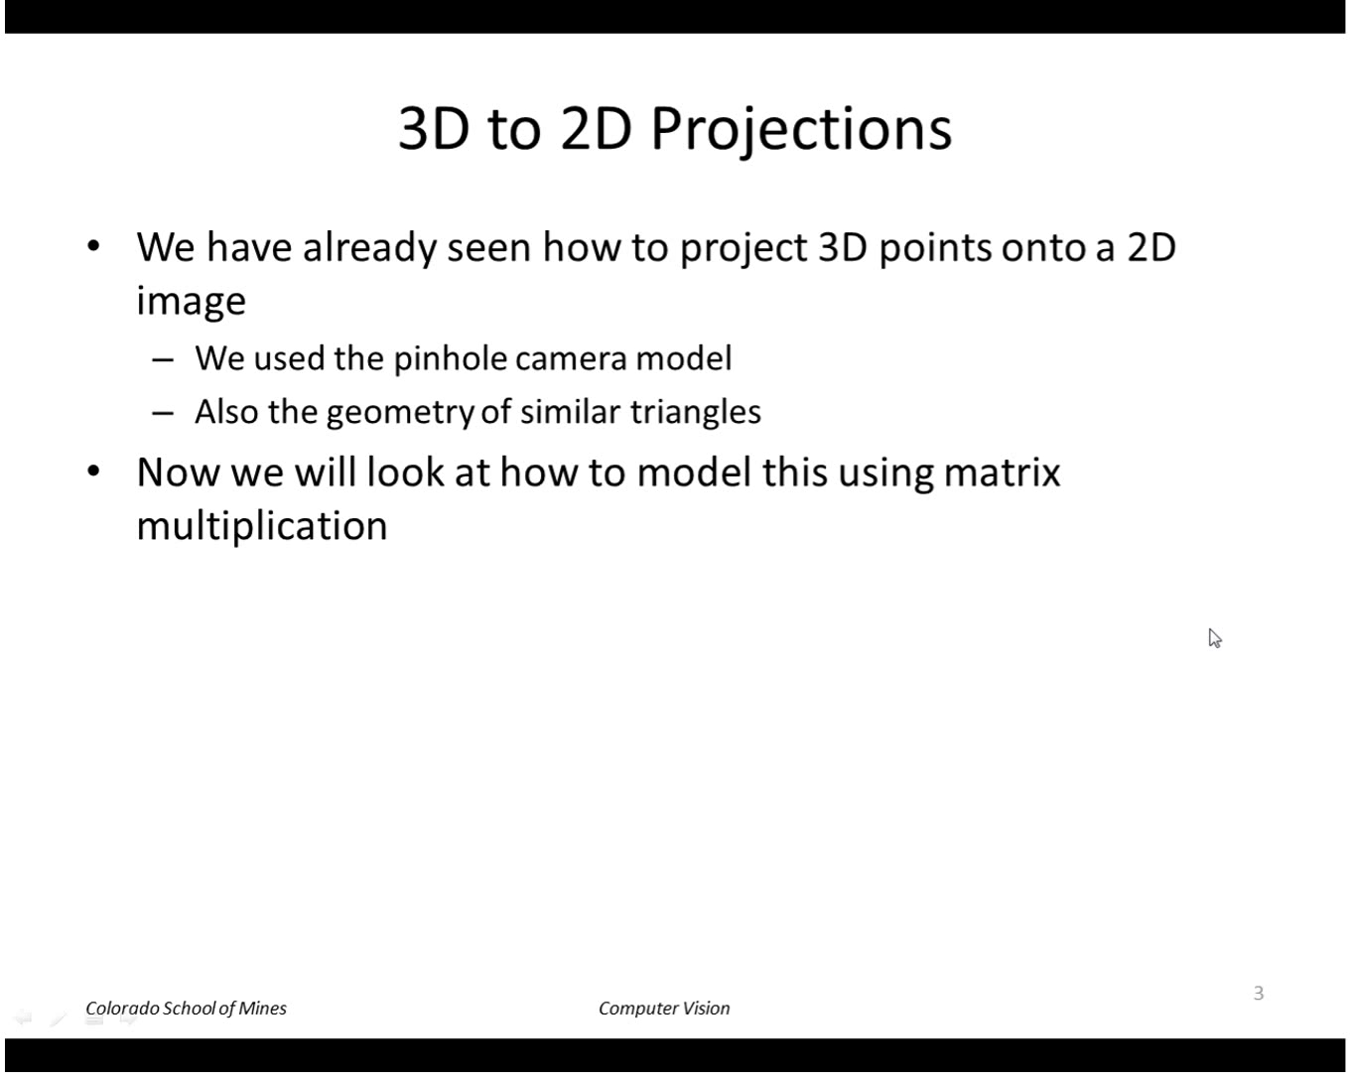 3D to 2D Projections
• We have already seen how to project 3D points onto a 2D
image
– We used the pinhole camera model
– Also the geometry of similar triangles
• Now we will look at how to model this using matrix
multiplication
3
Colorado School of Mines
Computer Vision